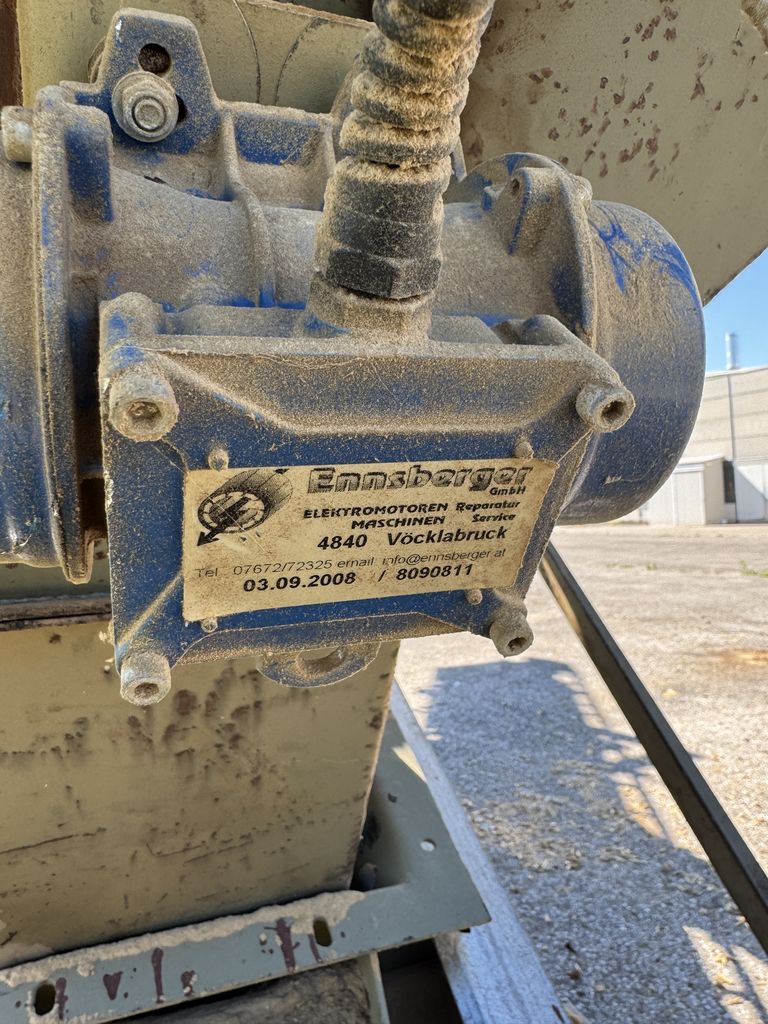 Ennsberger
GmbH
ELEKTROMOTOREN Reparatur
MASCHINEN Service
4840 Vöcklabruck
Tel. 07672/72325 email: info@ennsberger.at
03.09.2008 / 8090811